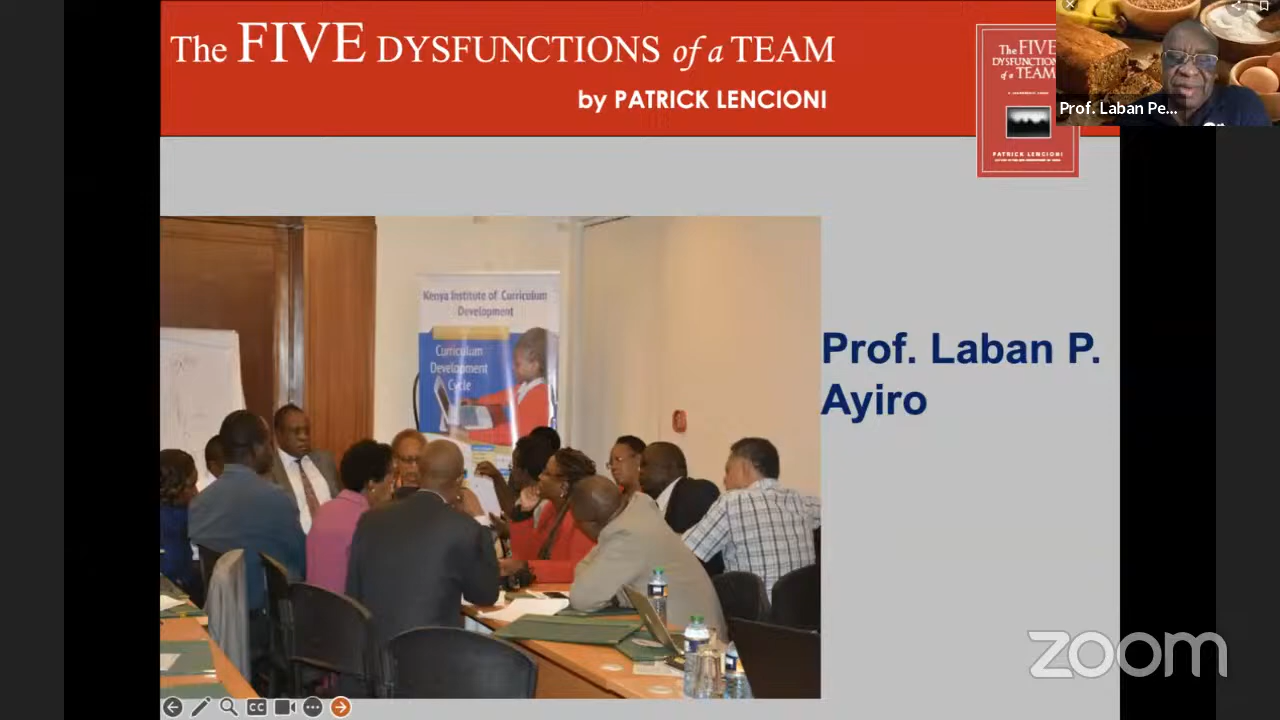 The FIVE DYSFUNCTIONS of a TEAM
by PATRICK LENCIONI
The FIVE
DYSFUNCTIONS
of a TEAM
PATRICK LENCIONI
Prof. Laban Pe...
Kenya Institute of Curriculum
Development
Curriculum
Development
Cycle
Prof. Laban P.
Ayiro
CC
zoom